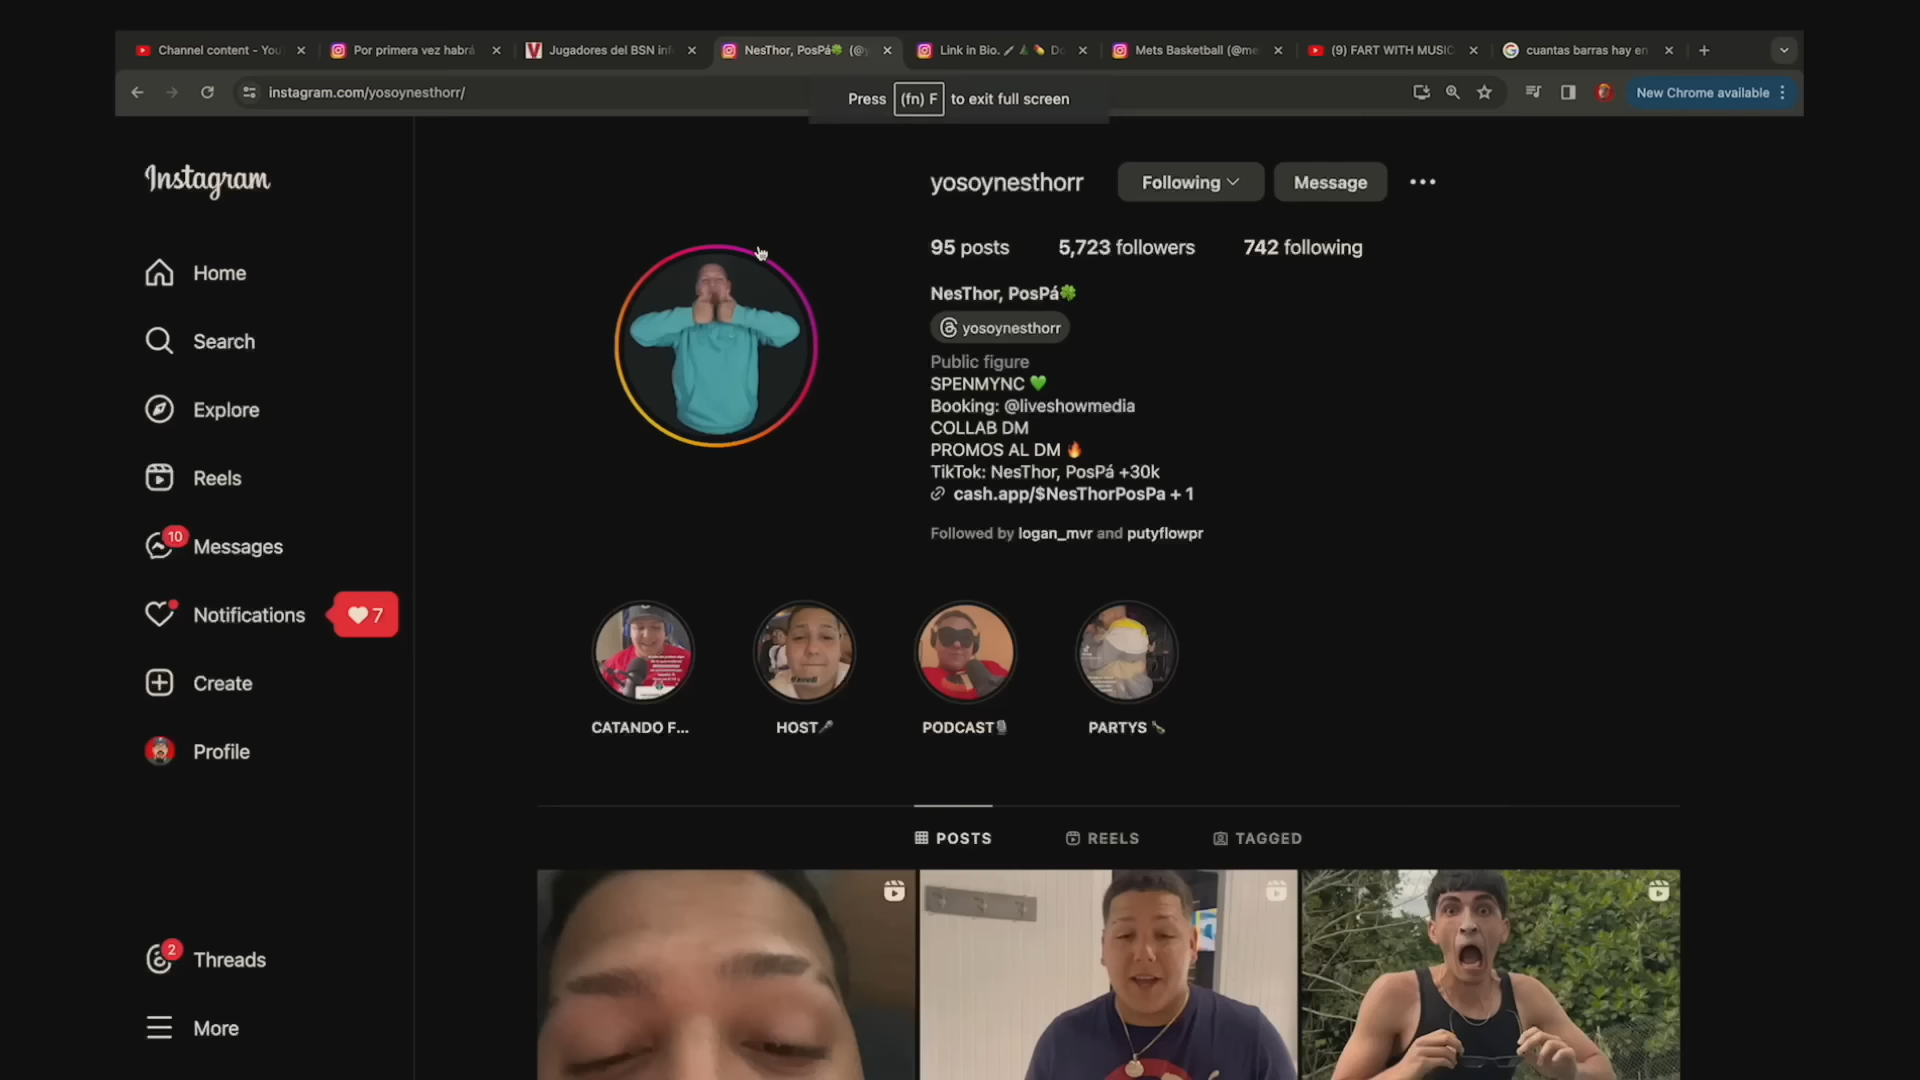 Channel content - You
Por primera vez habrá
Jugadores del BSN inf
NesThor, PosPá🍀 (@y
Link in Bio.
Mets Basketball (@me
(9) FART WITH MUSIC
cuantas barras hay en
instagram.com/yosoynesthorr/
Press (fn) F to exit full screen
New Chrome available
Instagram
Home
Search
Explore
Reels
10
Messages
Notifications
7
Create
Profile
2
Threads
More
yosoynesthorr
Following
Message
95 posts
5,723 followers
742 following
NesThor, PosPá🍀
yosoynesthorr
Public figure
SPENMYNC 💚
Booking: @liveshowmedia
COLLAB DM
PROMOS AL DM 🔥
TikTok: NesThor, PosPá +30k
cash.app/$NesThorPosPa + 1
Followed by logan_mvr and putyflowpr
CATANDO F...
HOST🎤
PODCAST🎙
PARTYS 🍾
POSTS
REELS
TAGGED